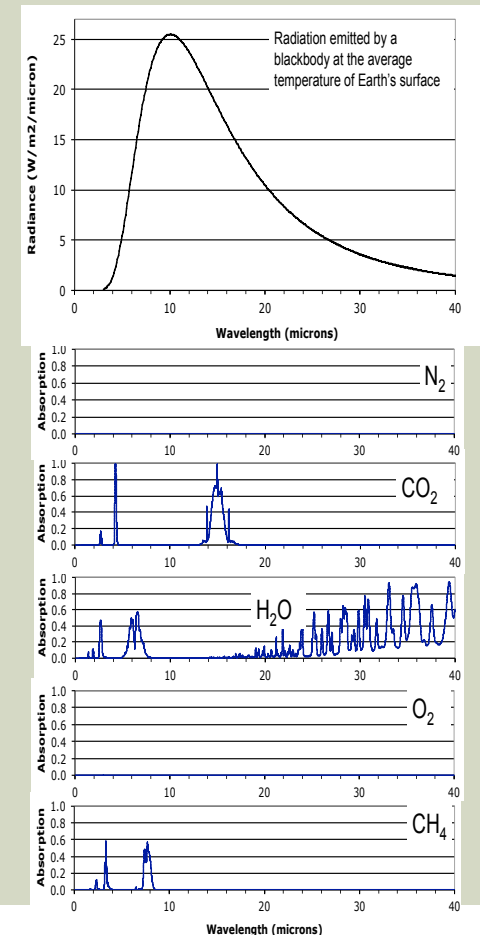 25
20
15
10
5
0
Radiance (W/m2/micron)
Radiation emitted by a
blackbody at the average
temperature of Earth's surface
0 10 20 30 40
Wavelength (microns)
1.0
0.8
0.6
0.4
0.2
0.0
Absorption
N2
0 10 20 30 40
1.0
0.8
0.6
0.4
0.2
0.0
Absorption
CO2
0 10 20 30 40
1.0
0.8
0.6
0.4
0.2
0.0
Absorption
H2O
0 10 20 30 40
1.0
0.8
0.6
0.4
0.2
0.0
Absorption
O2
0 10 20 30 40
1.0
0.8
0.6
0.4
0.2
0.0
Absorption
CH4
0 10 20 30 40
Wavelength (microns)